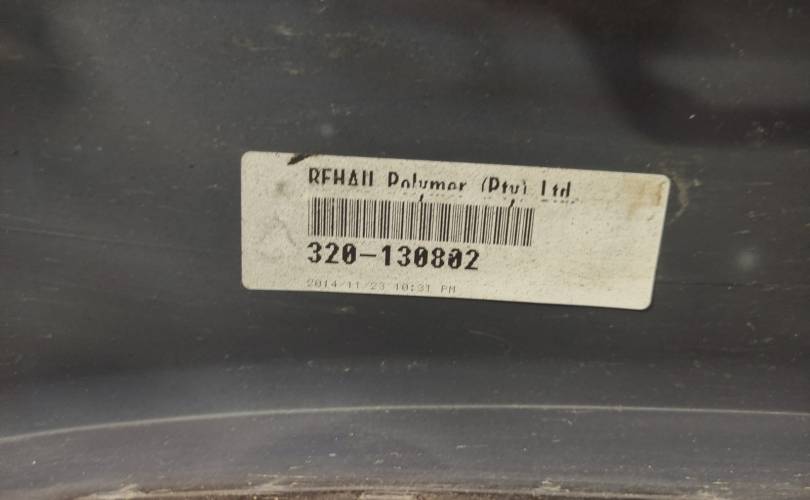 REHAU Polymer (Pty) Ltd
320-130802
2014/11/23 10:31 PM